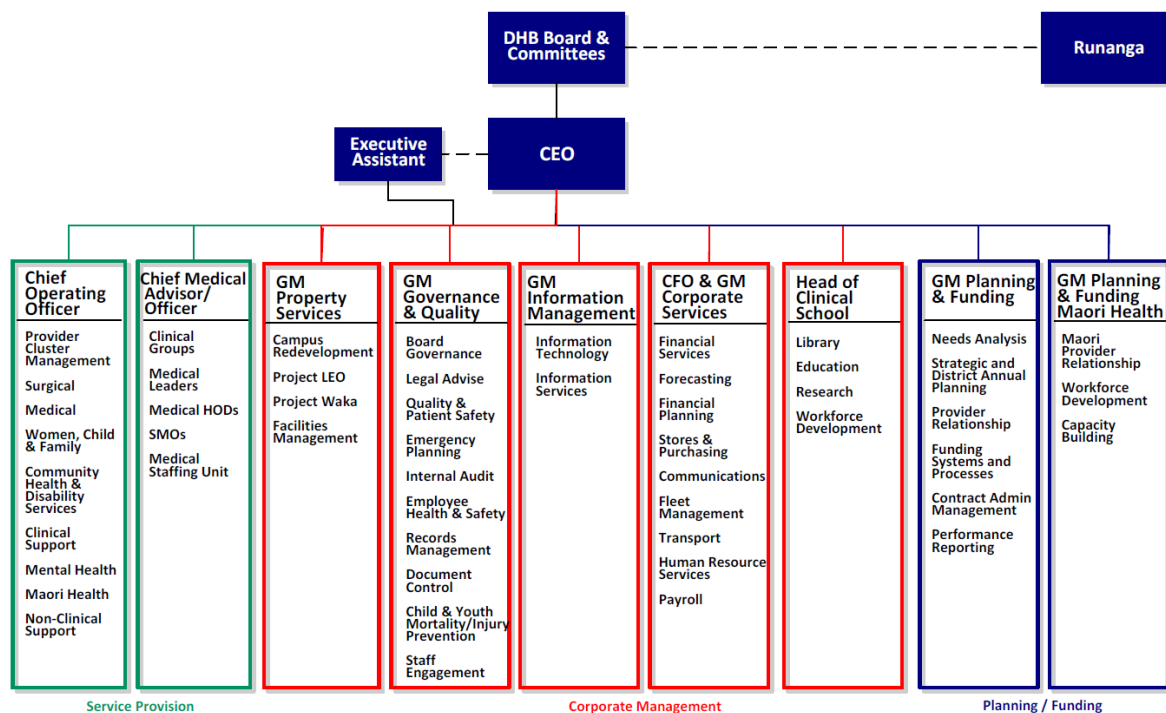 DHB Board &
Committees
Runanga
Executive
Assistant
CEO
Chief
Operating
Officer
Provider
Cluster
Management
Surgical
Medical
Women, Child
& Family
Community
Health &
Disability
Services
Clinical
Support
Mental Health
Maori Health
Non-Clinical
Support
Chief Medical
Advisor/
Officer
Clinical
Groups
Medical
Leaders
Medical HODs
SMOs
Medical
Staffing Unit
GM
Property
Services
Campus
Redevelopment
Project LEO
Project Waka
Facilities
Management
GM
Governance
& Quality
Board
Governance
Legal Advise
Quality &
Patient Safety
Emergency
Planning
Internal Audit
Employee
Health & Safety
Records
Management
Document
Control
Child & Youth
Mortality/Injury
Prevention
Staff
Engagement
GM
Information
Management
Information
Technology
Information
Services
CFO & GM
Corporate
Services
Financial
Services
Forecasting
Financial
Planning
Stores &
Purchasing
Communications
Fleet
Management
Transport
Human Resource
Services
Payroll
Head of
Clinical
School
Library
Education
Research
Workforce
Development
GM Planning
& Funding
Needs Analysis
Strategic and
District Annual
Planning
Provider
Relationship
Funding
Systems and
Processes
Contract Admin
Management
Performance
Reporting
GM Planning
& Funding
Maori Health
Maori
Provider
Relationship
Workforce
Development
Capacity
Building
Service Provision
Corporate Management
Planning / Funding